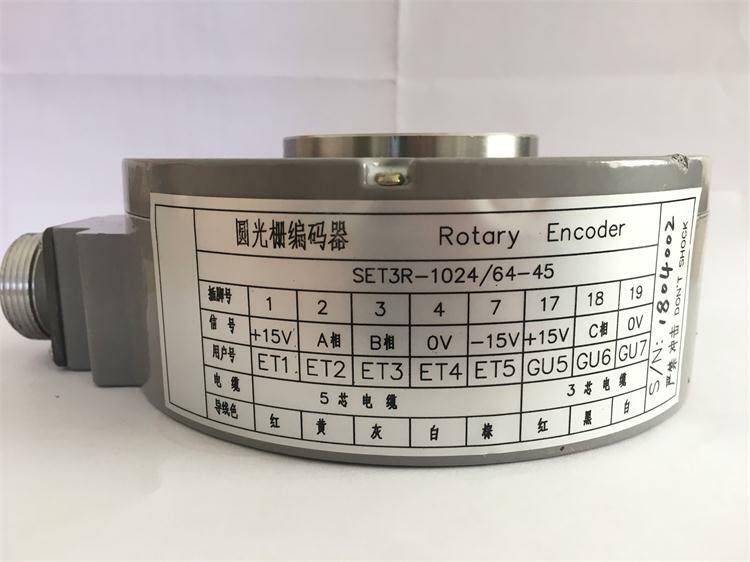 圆光栅编码器 Rotary Encoder
SET3R-1024/64-45
插脚号 1 2 3 4 7 17 18 19
信号 +15V A相 B相 0V -15V +15V C相 0V
用户号 ET1 ET2 ET3 ET4 ET5 GU5 GU6 GU7
电缆 5芯电缆 3芯电缆
导线色 红 黄 灰 白 棕 红 黑 白
S/N: 1804002
严禁冲击 DON'T SHOCK